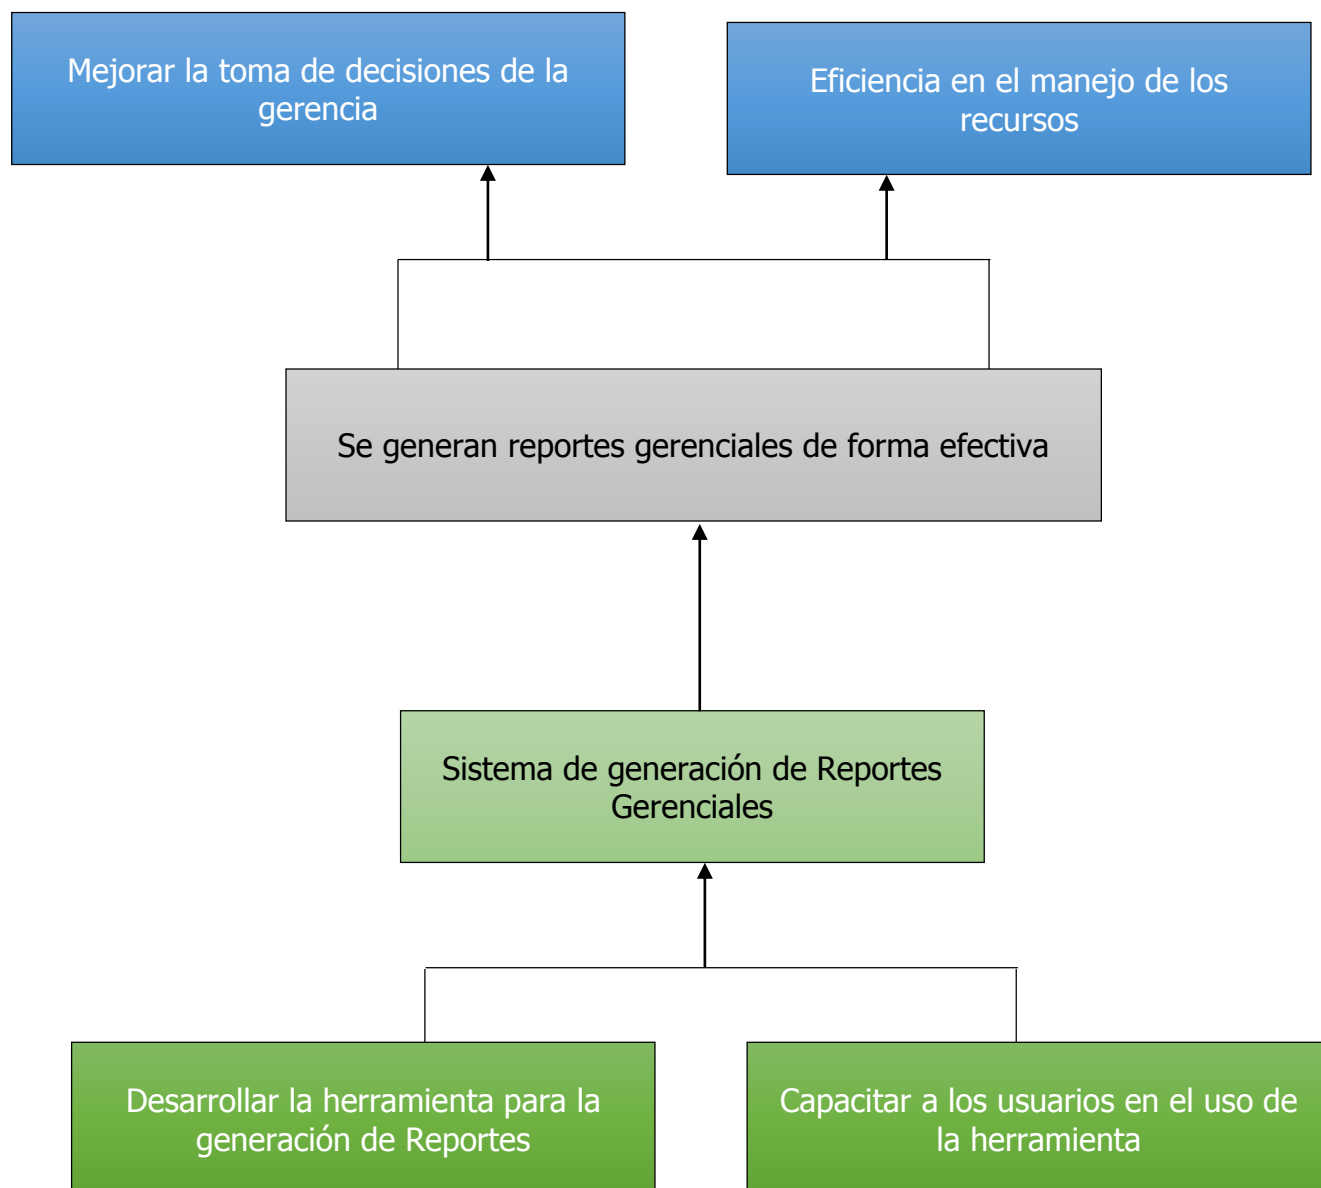 Mejorar la toma de decisiones de la
gerencia
Eficiencia en el manejo de los
recursos
Se generan reportes gerenciales de forma efectiva
Sistema de generación de Reportes
Gerenciales
Desarrollar la herramienta para la
generación de Reportes
Capacitar a los usuarios en el uso de
la herramienta